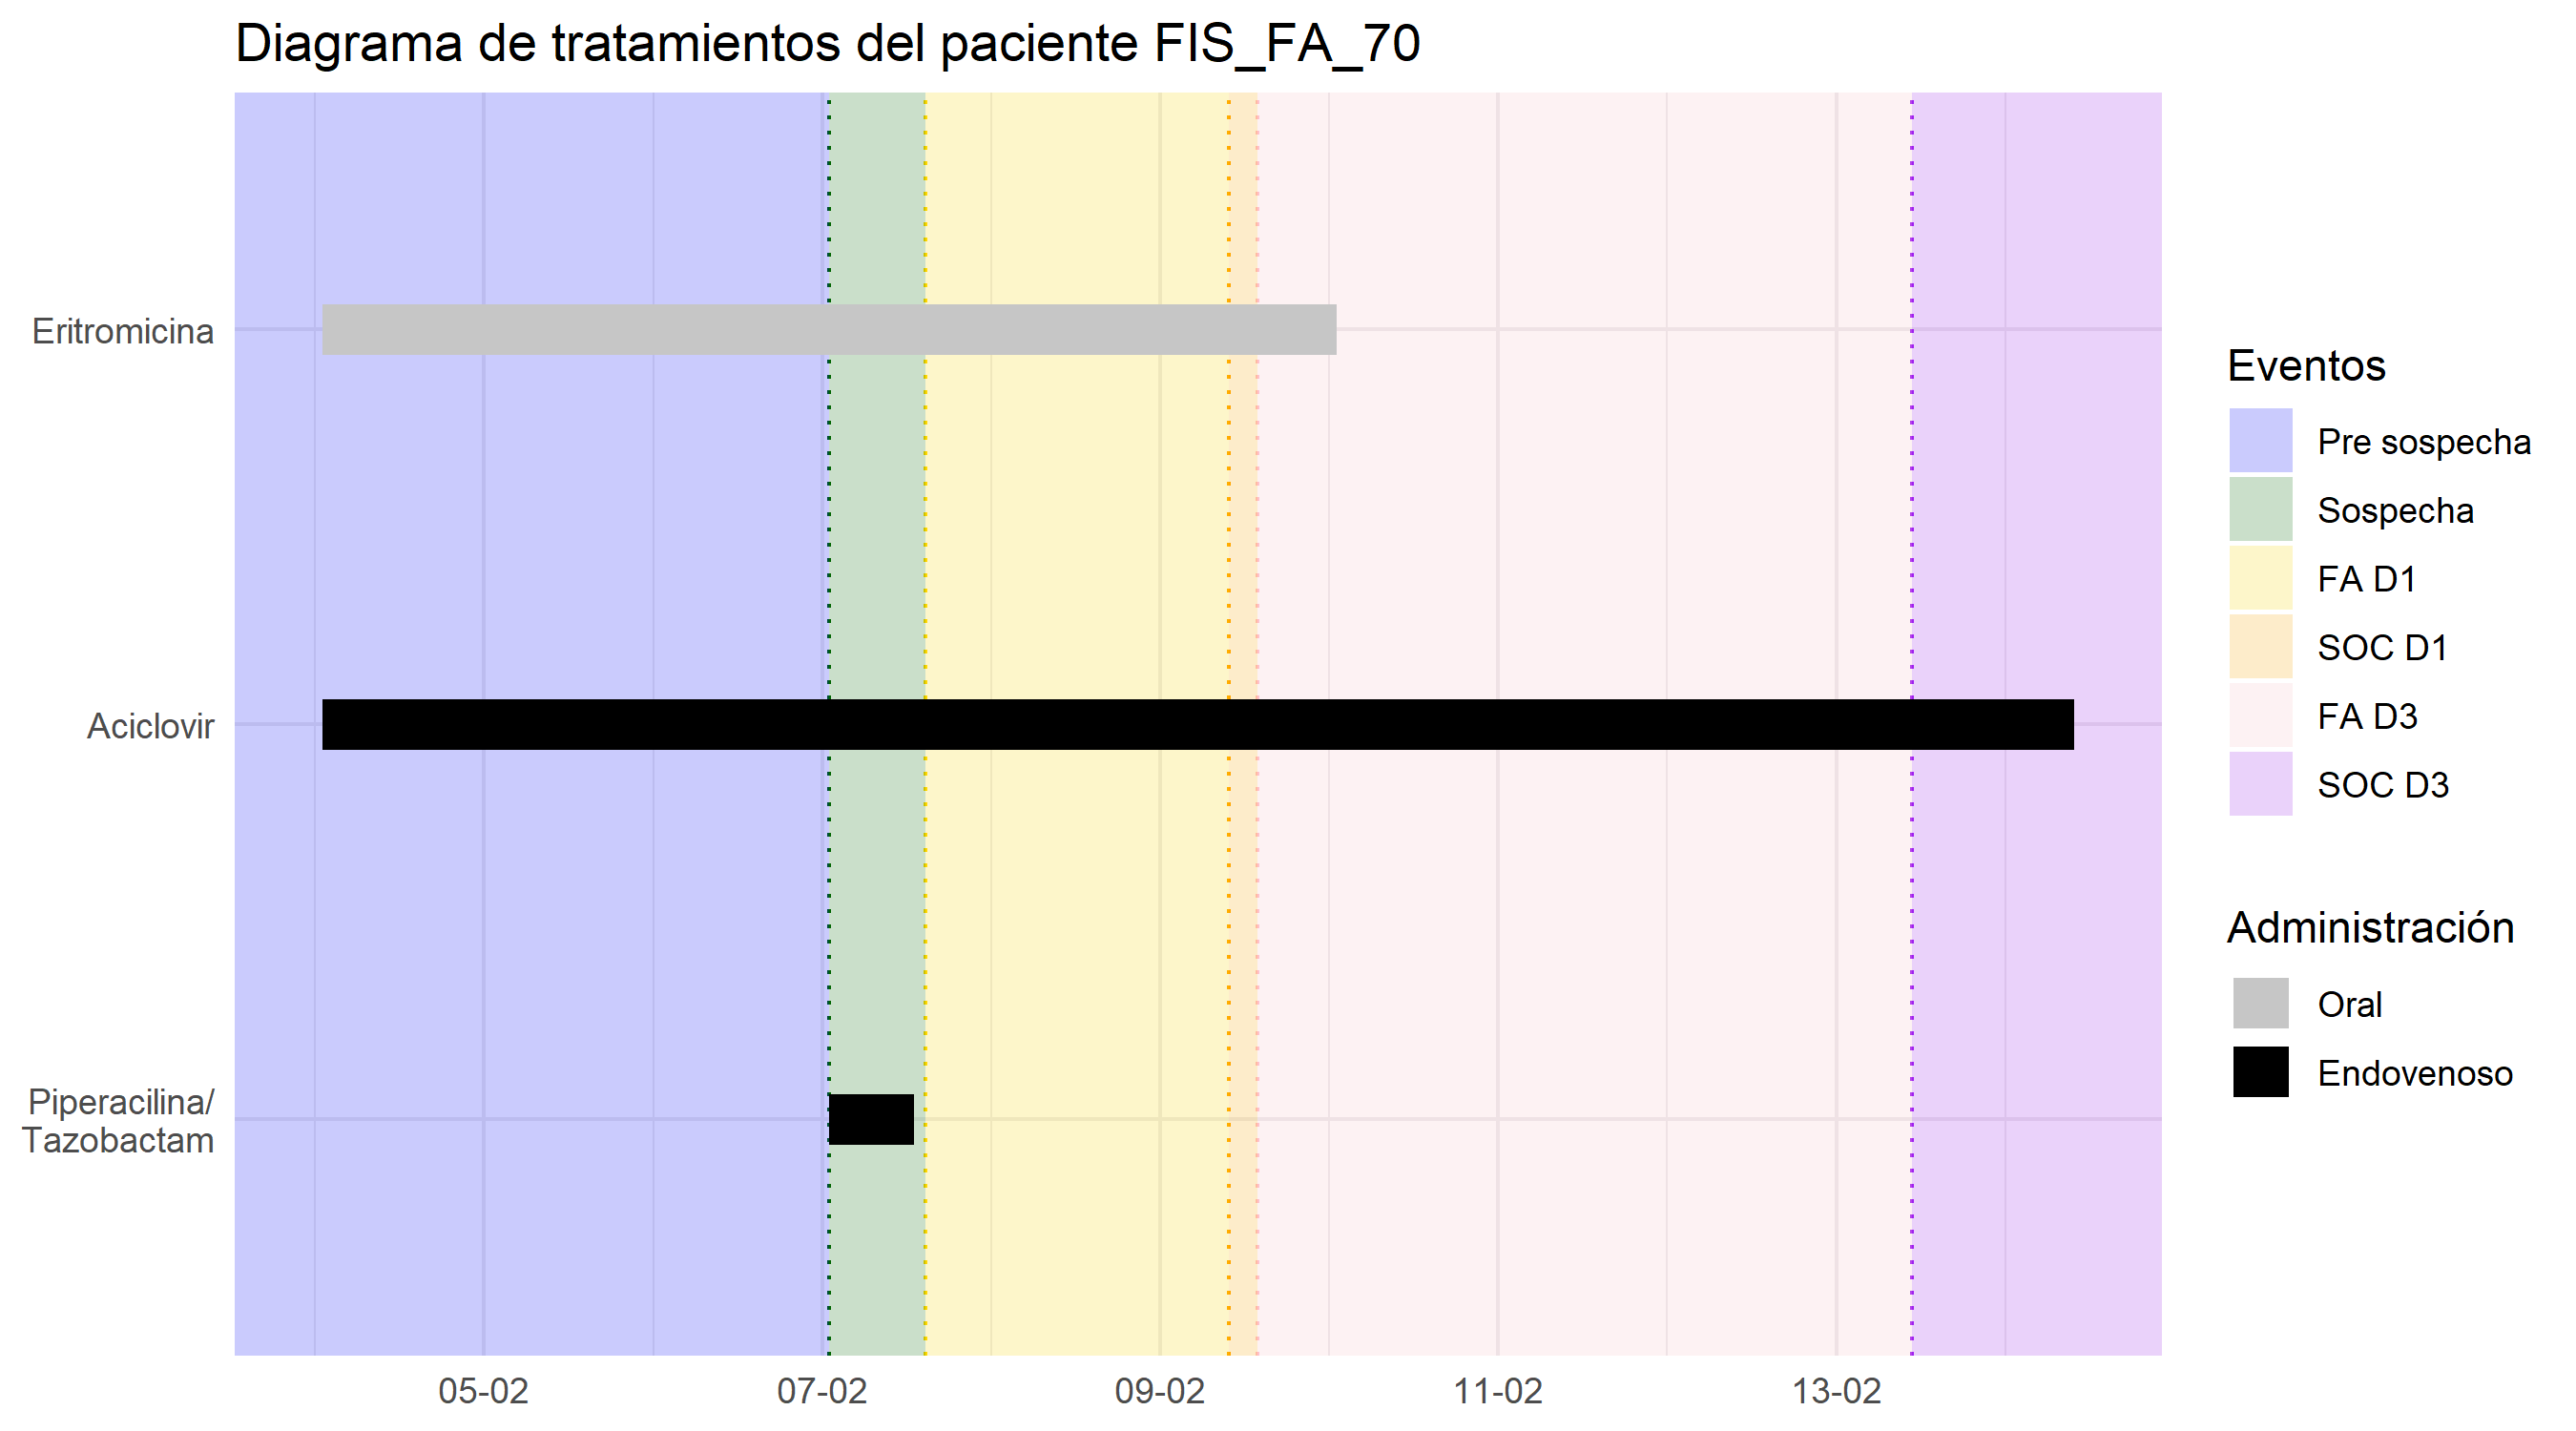 Diagrama de tratamientos del paciente FIS_FA_70
Eritromicina
Aciclovir
Piperacilina/
Tazobactam
05-02
07-02
09-02
11-02
13-02
Eventos
Pre sospecha
Sospecha
FA D1
SOC D1
FA D3
SOC D3
Administración
Oral
Endovenoso